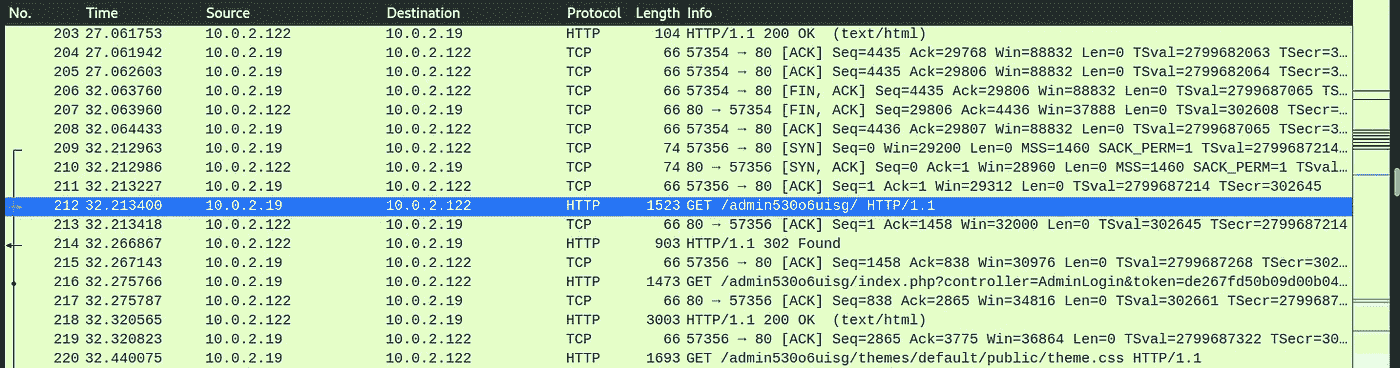 No. Time Source Destination Protocol Length Info
203 27.061753 10.0.2.122 10.0.2.19 HTTP 104 HTTP/1.1 200 OK (text/html)
204 27.061942 10.0.2.19 10.0.2.122 TCP 66 57354 → 80 [ACK] Seq=4435 Ack=29768 Win=88832 Len=0 TSval=2799682063 TSecr=3…
205 27.062603 10.0.2.19 10.0.2.122 TCP 66 57354 → 80 [ACK] Seq=4435 Ack=29806 Win=88832 Len=0 TSval=2799682064 TSecr=3…
206 32.063760 10.0.2.19 10.0.2.122 TCP 66 57354 → 80 [FIN, ACK] Seq=4435 Ack=29806 Win=88832 Len=0 TSval=2799687065 TS…
207 32.063960 10.0.2.122 10.0.2.19 TCP 66 80 → 57354 [FIN, ACK] Seq=29806 Ack=4436 Win=37888 Len=0 TSval=302608 TSecr=…
208 32.064433 10.0.2.19 10.0.2.122 TCP 66 57354 → 80 [ACK] Seq=4436 Ack=29807 Win=88832 Len=0 TSval=2799687065 TSecr=3…
209 32.212963 10.0.2.19 10.0.2.122 TCP 74 57356 → 80 [SYN] Seq=0 Win=29200 Len=0 MSS=1460 SACK_PERM=1 TSval=2799687214…
210 32.212986 10.0.2.122 10.0.2.19 TCP 74 80 → 57356 [SYN, ACK] Seq=0 Ack=1 Win=28960 Len=0 MSS=1460 SACK_PERM=1 TSval…
211 32.213227 10.0.2.19 10.0.2.122 TCP 66 57356 → 80 [ACK] Seq=1 Ack=1 Win=29312 Len=0 TSval=2799687214 TSecr=302645
212 32.213400 10.0.2.19 10.0.2.122 HTTP 1523 GET /admin530o6uisg/ HTTP/1.1
213 32.213418 10.0.2.122 10.0.2.19 TCP 66 80 → 57356 [ACK] Seq=1 Ack=1458 Win=32000 Len=0 TSval=302645 TSecr=2799687214
214 32.266867 10.0.2.122 10.0.2.19 HTTP 903 HTTP/1.1 302 Found
215 32.267143 10.0.2.19 10.0.2.122 TCP 66 57356 → 80 [ACK] Seq=1458 Ack=838 Win=30976 Len=0 TSval=2799687268 TSecr=302…
216 32.275766 10.0.2.19 10.0.2.122 HTTP 1473 GET /admin530o6uisg/index.php?controller=AdminLogin&token=de267fd50b09d00b04…
217 32.275787 10.0.2.122 10.0.2.19 TCP 66 80 → 57356 [ACK] Seq=838 Ack=2865 Win=34816 Len=0 TSval=302661 TSecr=2799687…
218 32.320565 10.0.2.122 10.0.2.19 HTTP 3003 HTTP/1.1 200 OK (text/html)
219 32.320823 10.0.2.19 10.0.2.122 TCP 66 57356 → 80 [ACK] Seq=2865 Ack=3775 Win=36864 Len=0 TSval=2799687322 TSecr=30…
220 32.440075 10.0.2.19 10.0.2.122 HTTP 1693 GET /admin530o6uisg/themes/default/public/theme.css HTTP/1.1